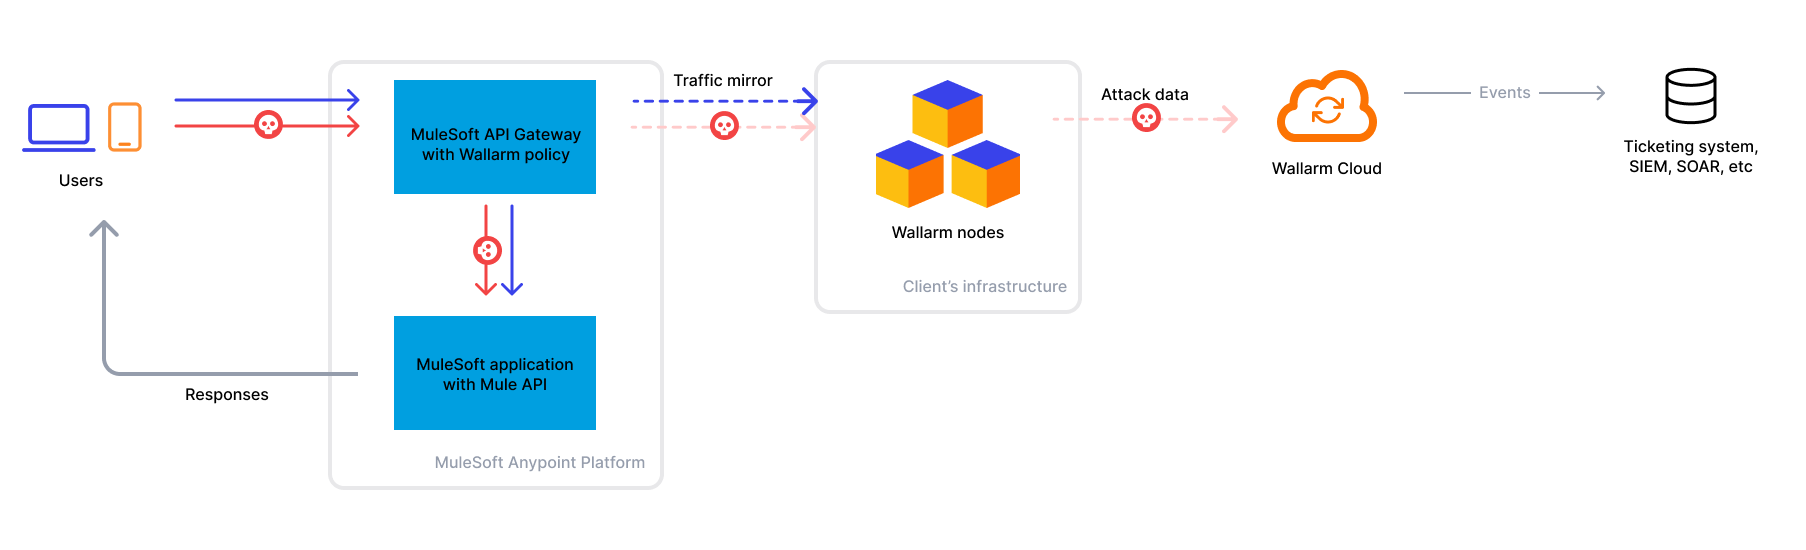 Users
MuleSoft API Gateway
with Wallarm policy
MuleSoft application
with Mule API
MuleSoft Anypoint Platform
Responses
Traffic mirror
Wallarm nodes
Client’s infrastructure
Attack data
Wallarm Cloud
Events
Ticketing system,
SIEM, SOAR, etc